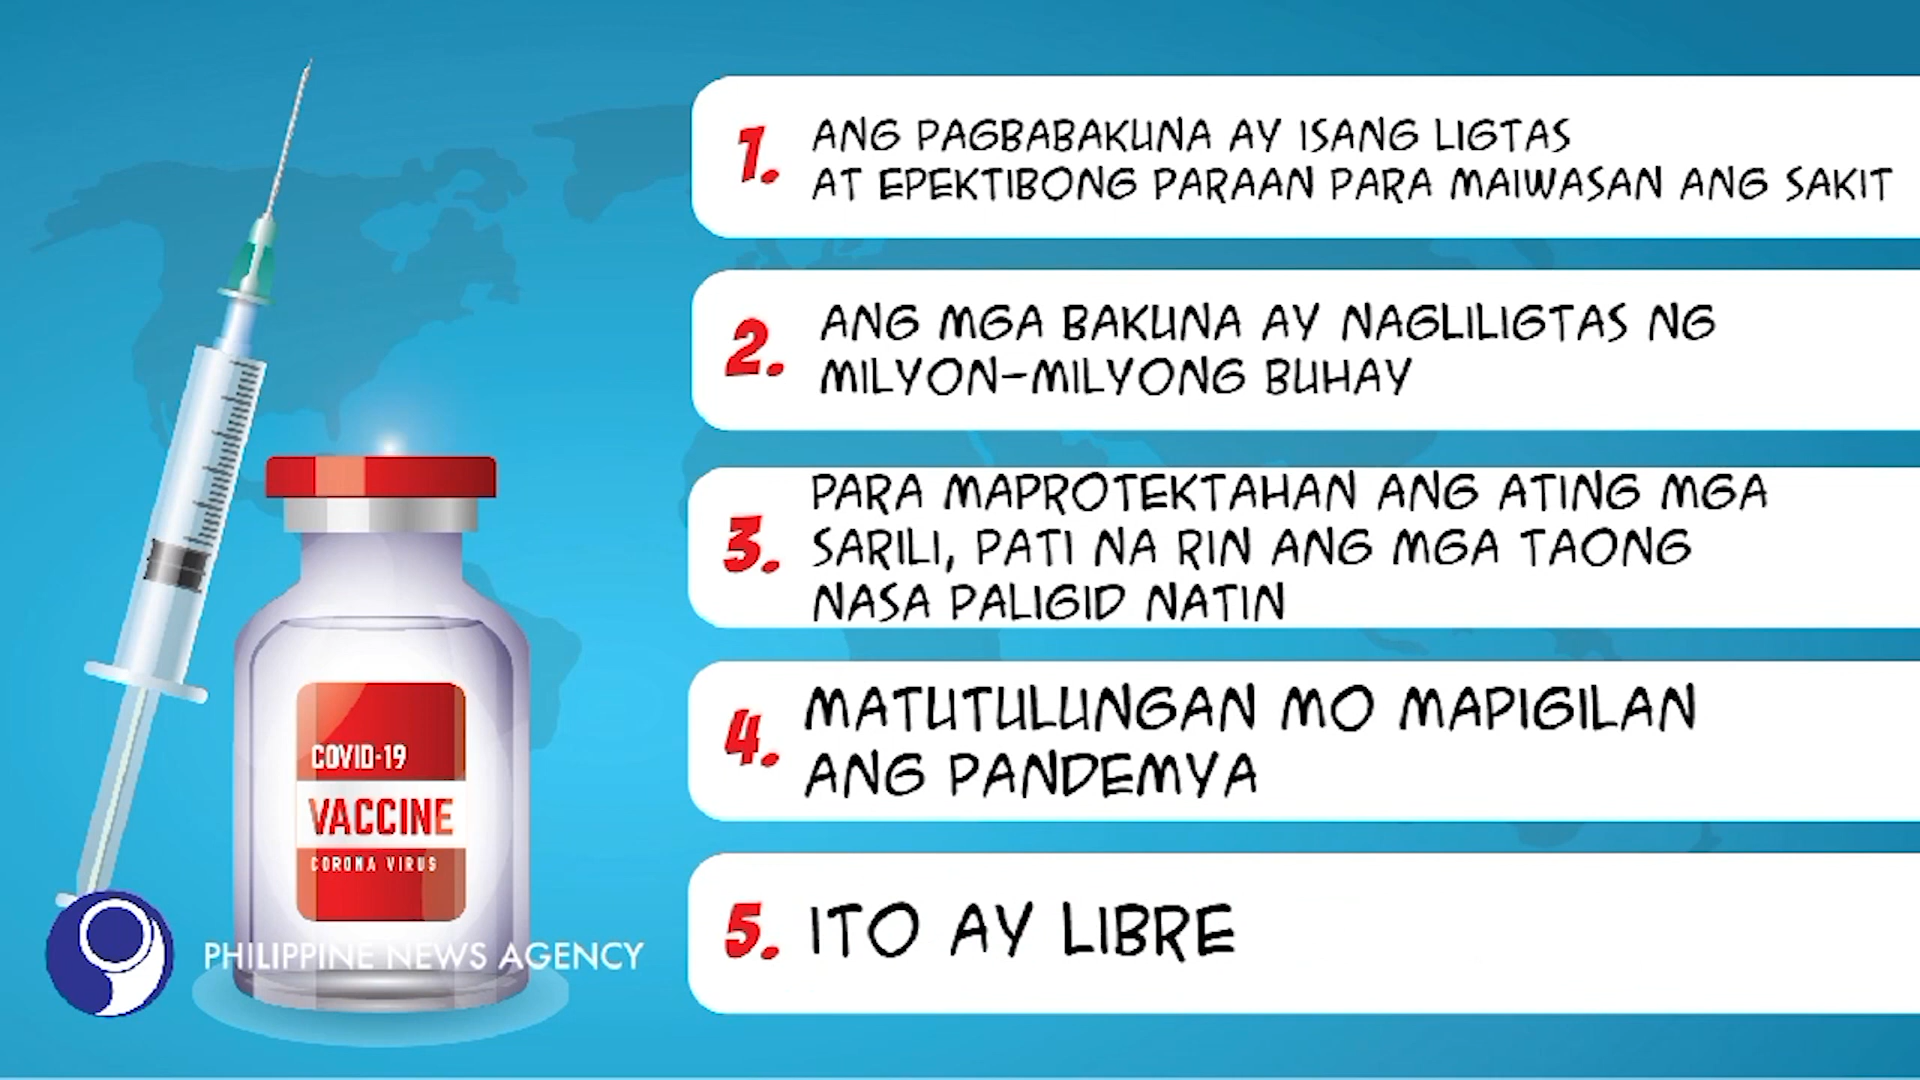 1. ANG PAGBABAKUNA AY ISANG LIGTAS
AT EPEKTIBONG PARAAN PARA MAIWASAN ANG SAKIT
2. ANG MGA BAKUNA AY NAGLILIGTAS NG
MILYON-MILYONG BUHAY
3. PARA MAPROTEKTAHAN ANG ATING MGA
SARILI, PATI NA RIN ANG MGA TAONG
NASA PALIGID NATIN
4. MATUTULUNGAN MO MAPIGILAN
ANG PANDEMYA
5. ITO AY LIBRE
COVID-19
VACCINE
CORONA VIRUS
PHILIPPINE NEWS AGENCY